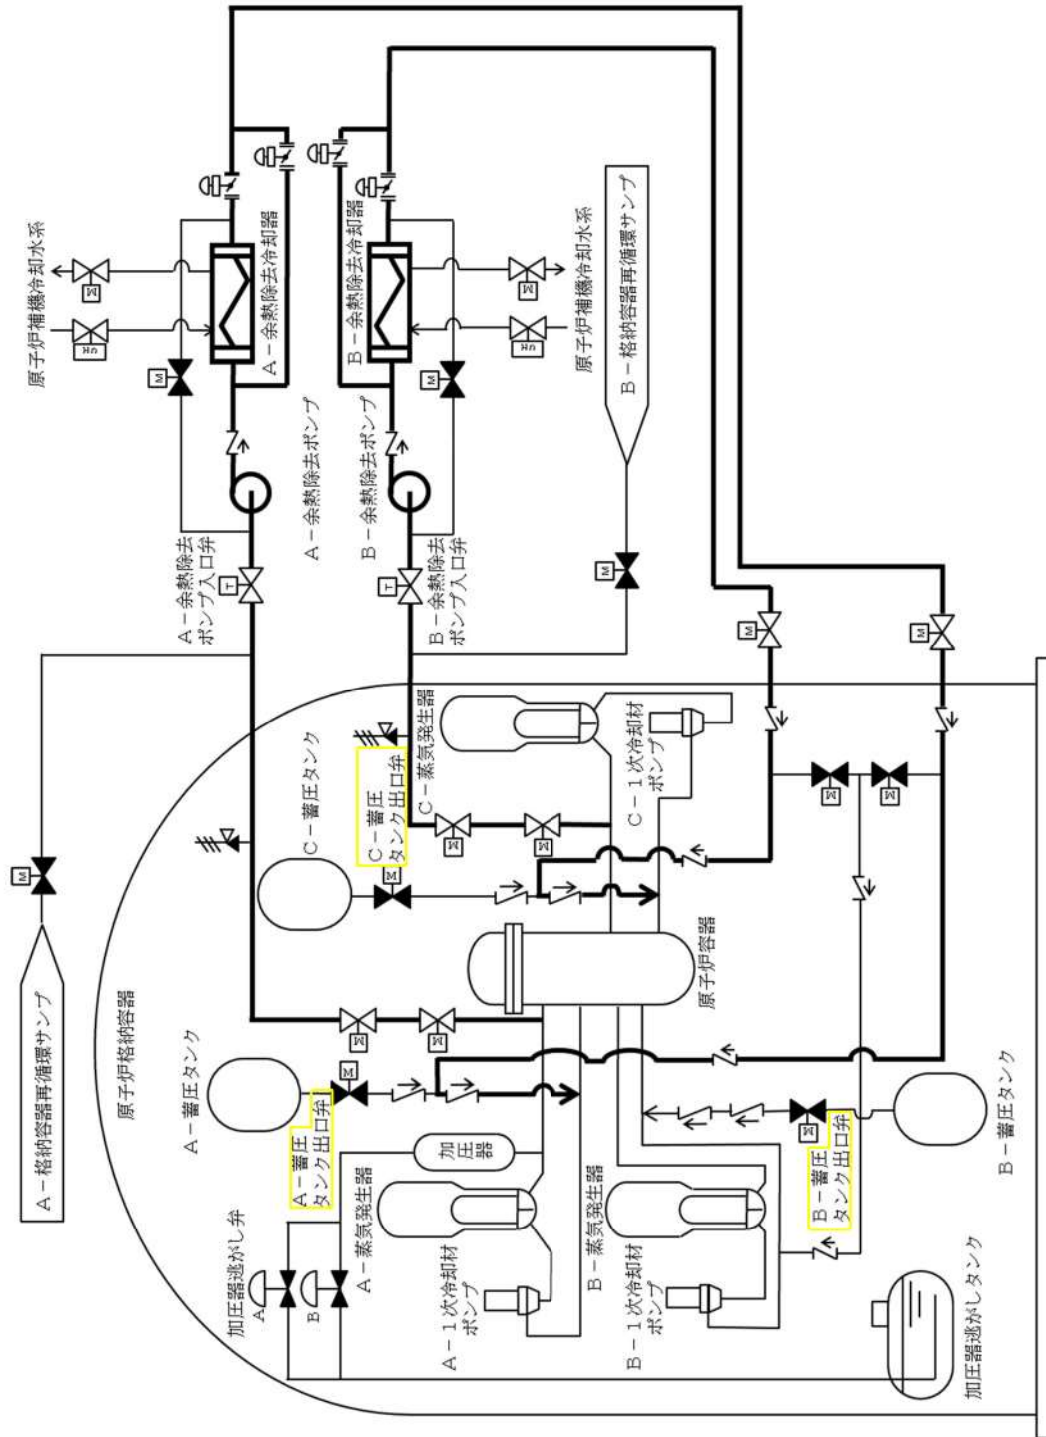 A－格納容器再循環サンプ
M
原子炉補機冷却水系
M
VH
M
原子炉格納容器
A－蓄圧タンク
A－余熱除去
ポンプ入口弁
T
加圧器逃がし弁
A
B
A－余熱除去冷却器
A－蓄圧
タンク出口弁
M
C－蓄圧タンク
A－余熱除去ポンプ
M
M
加圧
器
C－蓄圧
タンク出口弁
M
B－余熱除去ポンプ
B－余熱除去冷却器
A－蒸気発生器
T
C－蒸気発生器
B－余熱除去
ポンプ入口弁
M
M
M
A－1次冷却材
ポンプ
B－蒸気発生器
原子炉補機冷却水系
M
VH
M
B－格納容器再循環サンプ
B－1次冷却材
ポンプ
C－1次冷却材
ポンプ
原子炉容器
M
M
B－蓄圧
タンク出口弁
M
M
M
M
加圧器逃がしタンク
B－蓄圧タンク